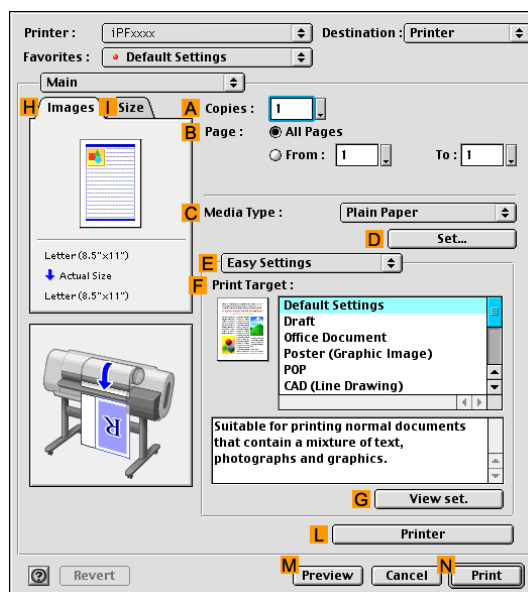 Printer : iPFxxxx Destination : Printer
Favorites : Default Settings
Main
H Images I Size
A Copies : 1
B Page : All Pages
From : 1 To : 1
C Media Type : Plain Paper
D Set...
Letter (8.5"x11")
Actual Size
Letter (8.5"x11")
E Easy Settings
F Print Target :
Default Settings
Draft
Office Document
Poster (Graphic Image)
POP
CAD (Line Drawing)
R
Suitable for printing normal documents
that contain a mixture of text,
photographs and graphics.
G View set.
L Printer
? Revert M Preview Cancel N Print